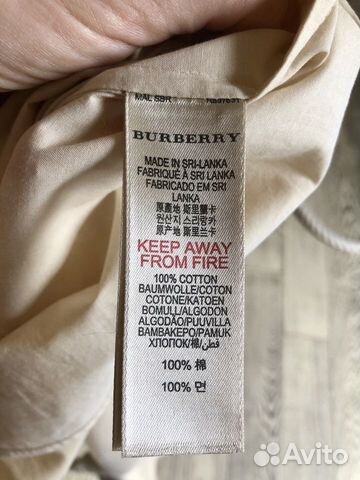 BURBERRY
MADE IN SRI-LANKA
FABRIQUÉ À SRI LANKA
FABRICADO EM SRI
LANKA
原產地 斯里蘭卡
원산지 스리랑카
原产地 斯里兰卡
KEEP AWAY
FROM FIRE
100% COTTON
BAUMWOLLE/COTON
COTONE/KATOEN
BOMULL/ALGODON
ALGODÃO/PUUVILLA
BAMBAKEPO/PAMUK
ХЛОПОК/棉/قطن
100% 棉
100% 면
Avito